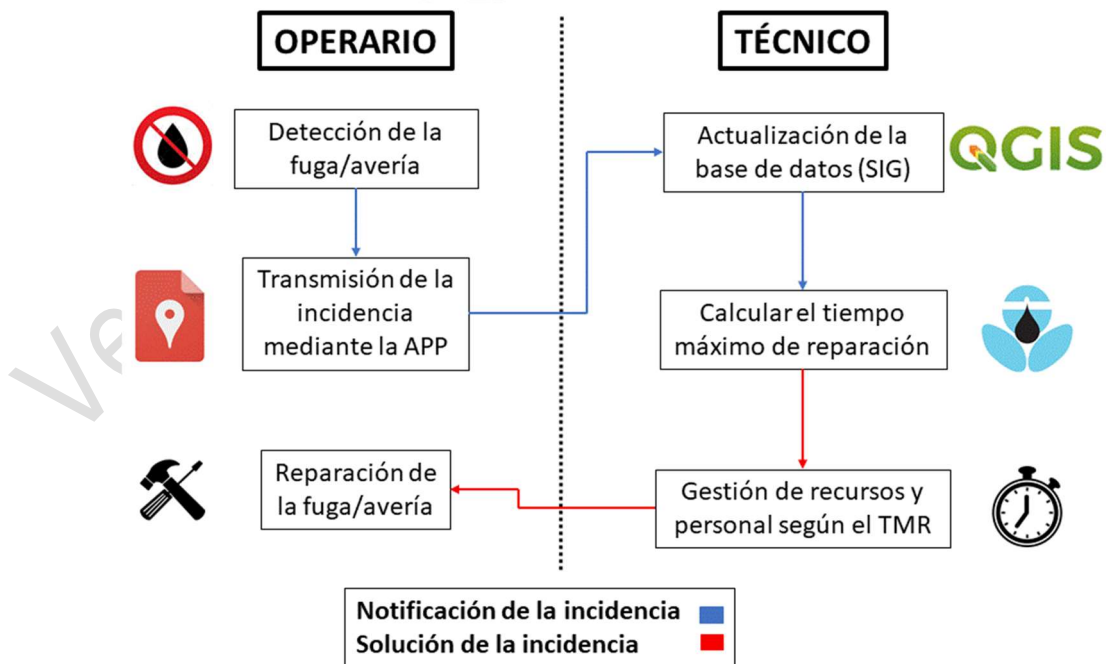 OPERARIO
TÉCNICO
Detección de la
fuga/avería
Actualización de la
base de datos (SIG)
QGIS
Transmisión de la
incidencia
mediante la APP
Calcular el tiempo
máximo de reparación
Reparación de
la fuga/avería
Gestión de recursos y
personal según el TMR
Notificación de la incidencia
Solución de la incidencia